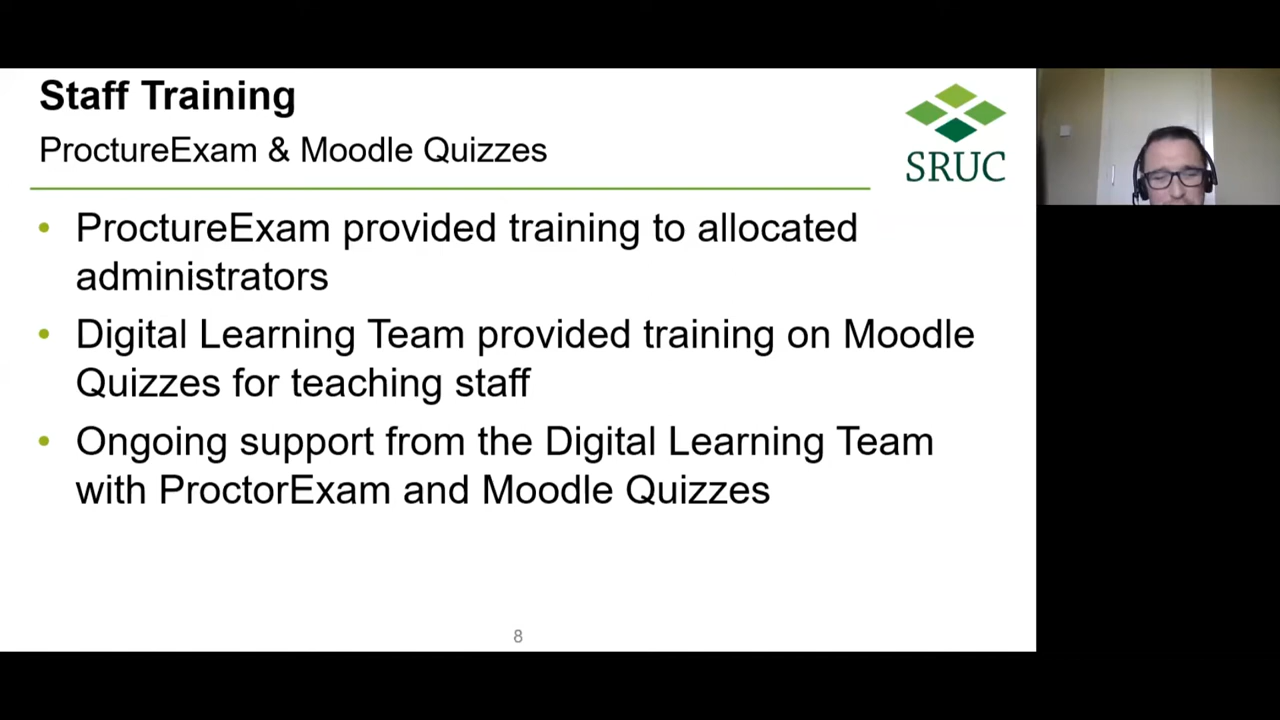 Staff Training
ProctureExam & Moodle Quizzes
SRUC
• ProctureExam provided training to allocated
administrators
• Digital Learning Team provided training on Moodle
Quizzes for teaching staff
• Ongoing support from the Digital Learning Team
with ProctorExam and Moodle Quizzes
8